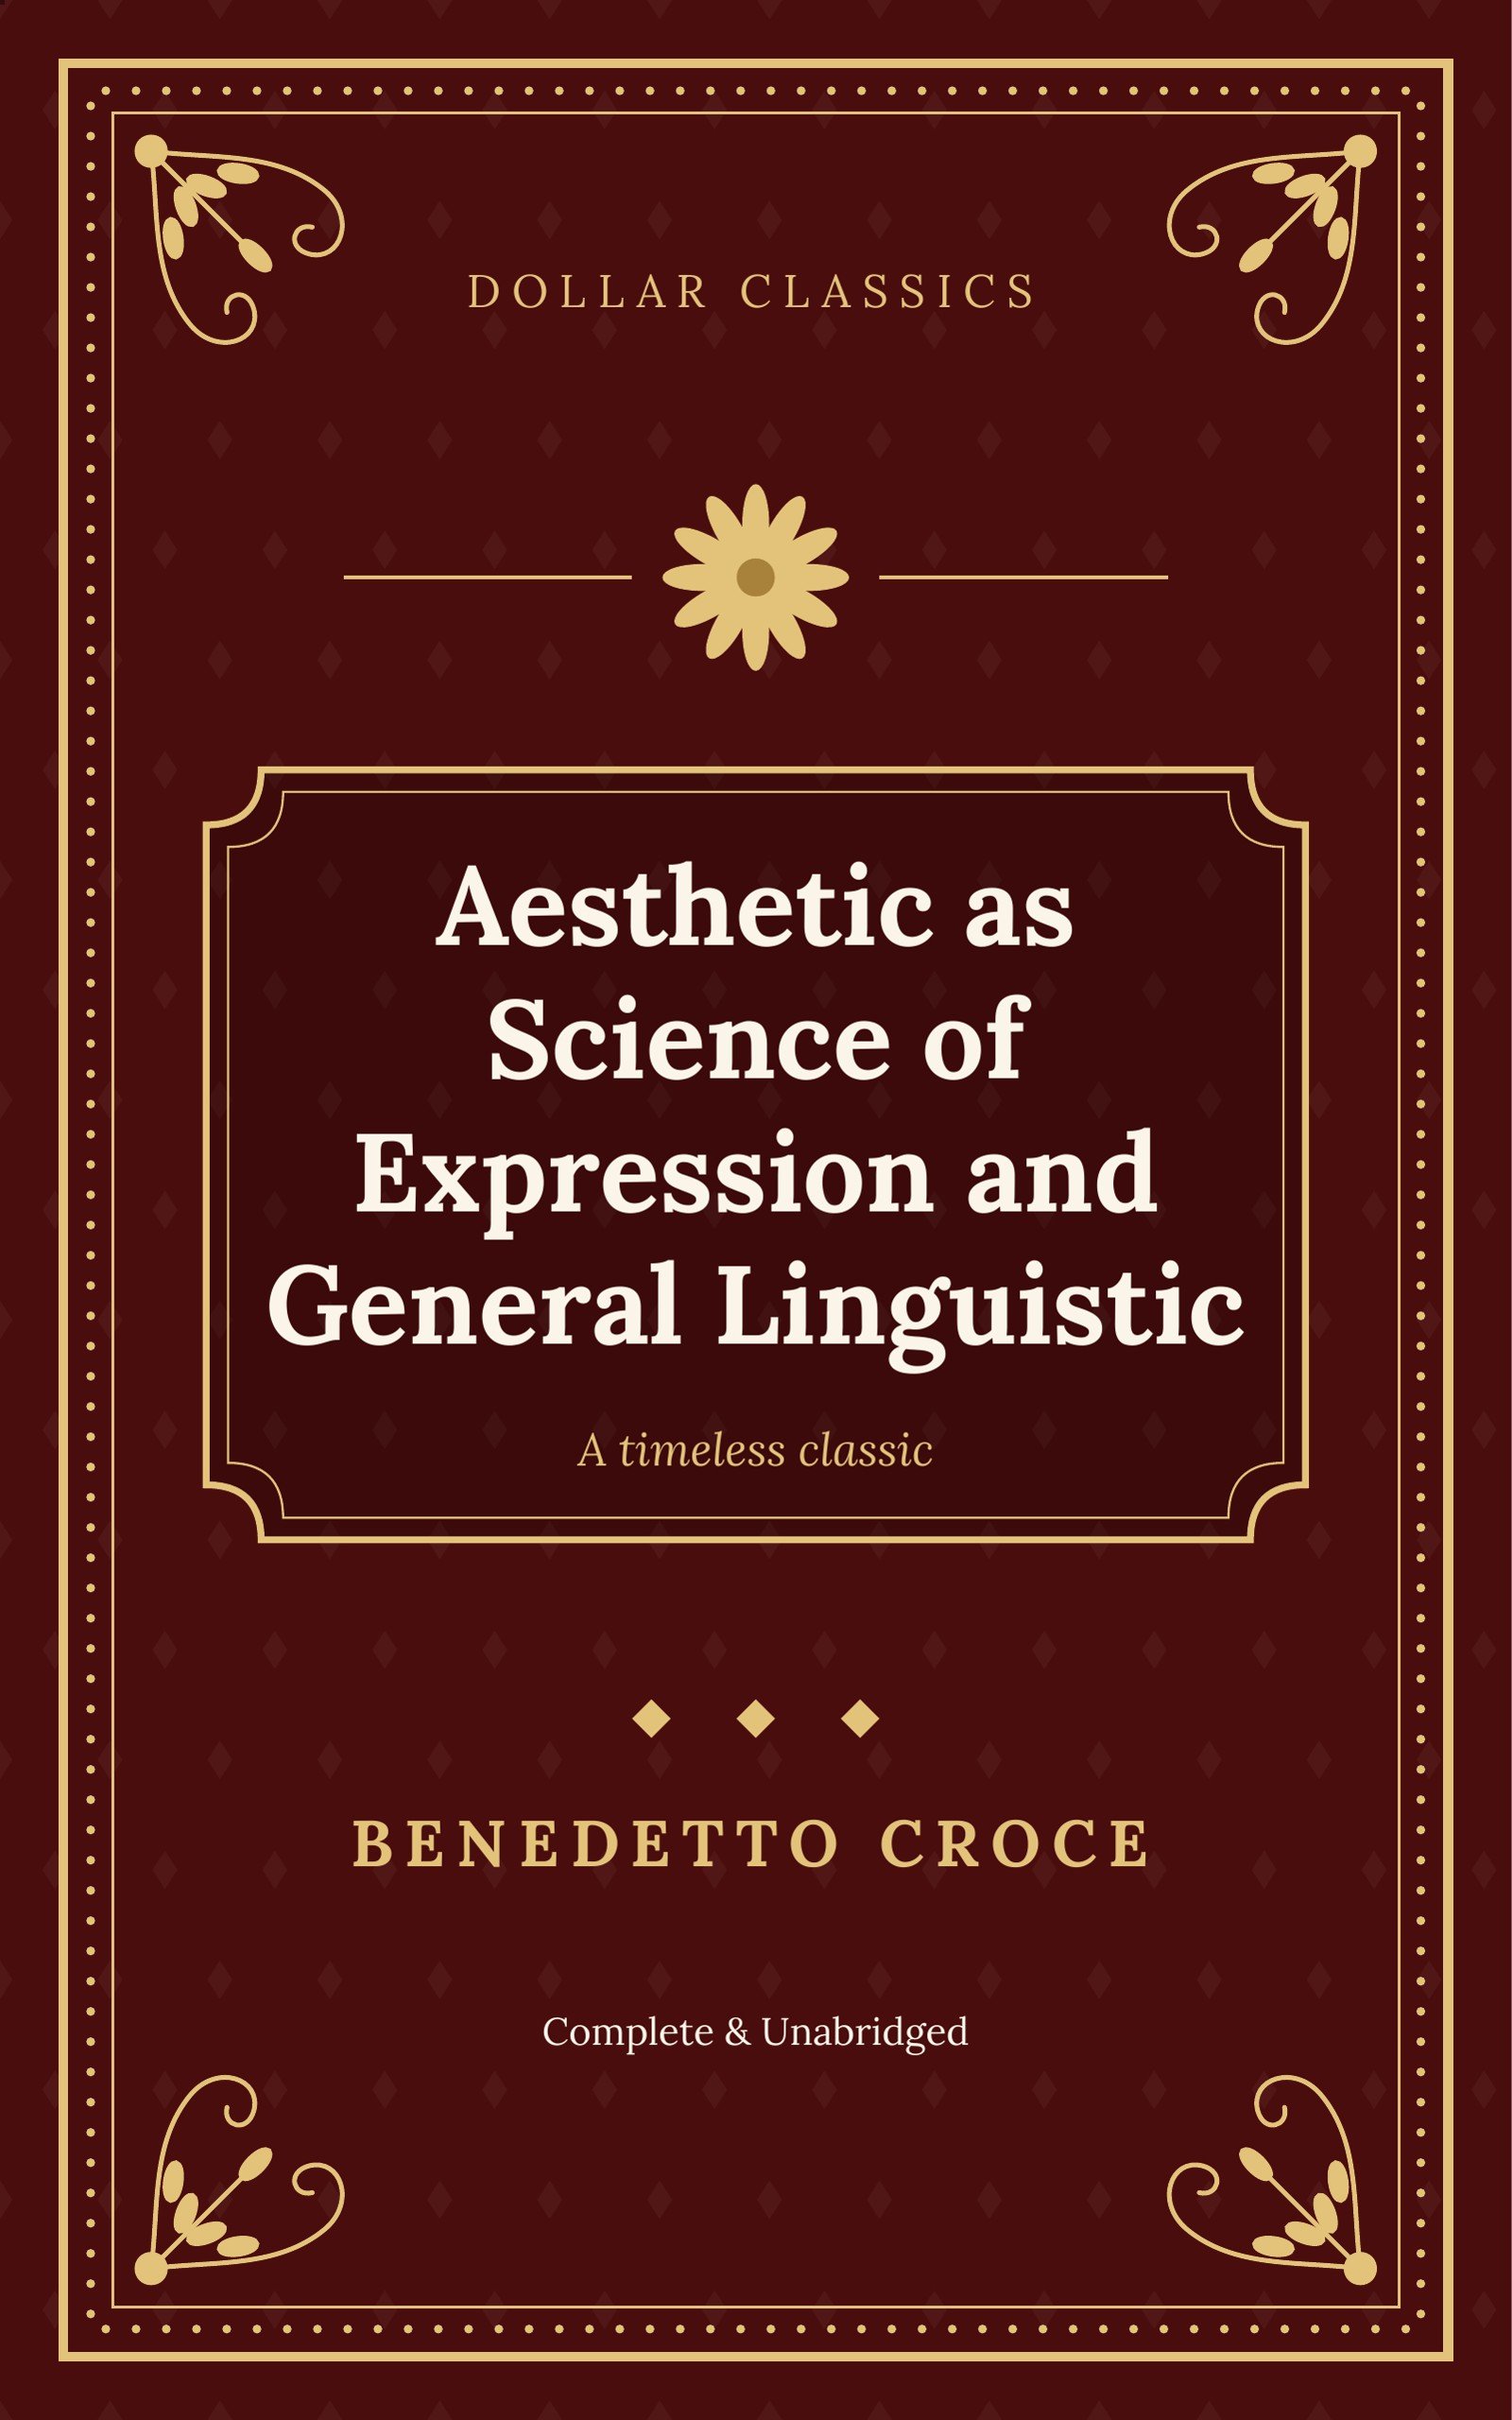 DOLLAR CLASSICS
Aesthetic as
Science of
Expression and
General Linguistic
A timeless classic
BENEDETTO CROCE
Complete & Unabridged